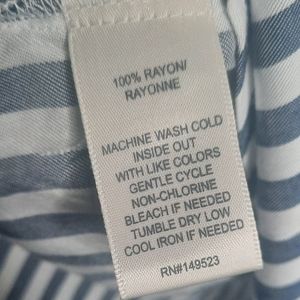 100% RAYON/
RAYONNE
MACHINE WASH COLD
INSIDE OUT
WITH LIKE COLORS
GENTLE CYCLE
NON-CHLORINE
BLEACH IF NEEDED
TUMBLE DRY LOW
COOL IRON IF NEEDED
RN#149523